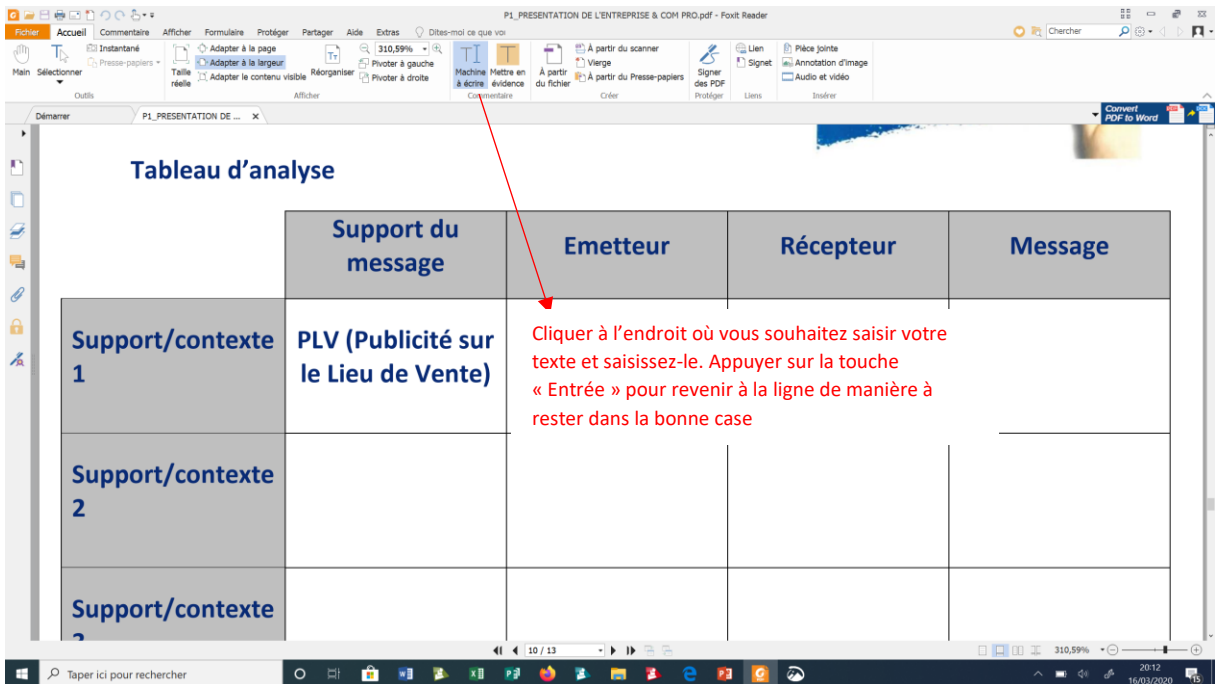 P1_PRESENTATION DE L'ENTREPRISE & COM PRO.pdf - Foxit Reader
Fichier Accueil Commentaire Afficher Formulaire Protéger Partager Aide Extras Dites-moi ce que vou Chercher
Main
Sélectionner
Instantané
Presse-papiers
Outils
Taille réelle
Adapter à la page
Adapter à la largeur
Adapter le contenu visible
Réorganiser
310,59%
Pivoter à gauche
Pivoter à droite
Afficher
Machine à écrire
Mettre en évidence
Commentaire
À partir du fichier
À partir du scanner
Vierge
À partir du Presse-papiers
Créer
Signer des PDF
Protéger
Lien
Signet
Liens
Pièce jointe
Annotation d'image
Audio et vidéo
Insérer
Démarrer P1_PRESENTATION DE ... x
Convert
PDF to Word
Tableau d'analyse
Support du
message
Emetteur
Récepteur
Message
Support/contexte
1
PLV (Publicité sur
le Lieu de Vente)
Cliquer à l'endroit où vous souhaitez saisir votre
texte et saisissez-le. Appuyer sur la touche
« Entrée » pour revenir à la ligne de manière à
rester dans la bonne case
Support/contexte
2
Support/contexte
10 / 13
310,59%
Taper ici pour rechercher
20:12
16/03/2020
15